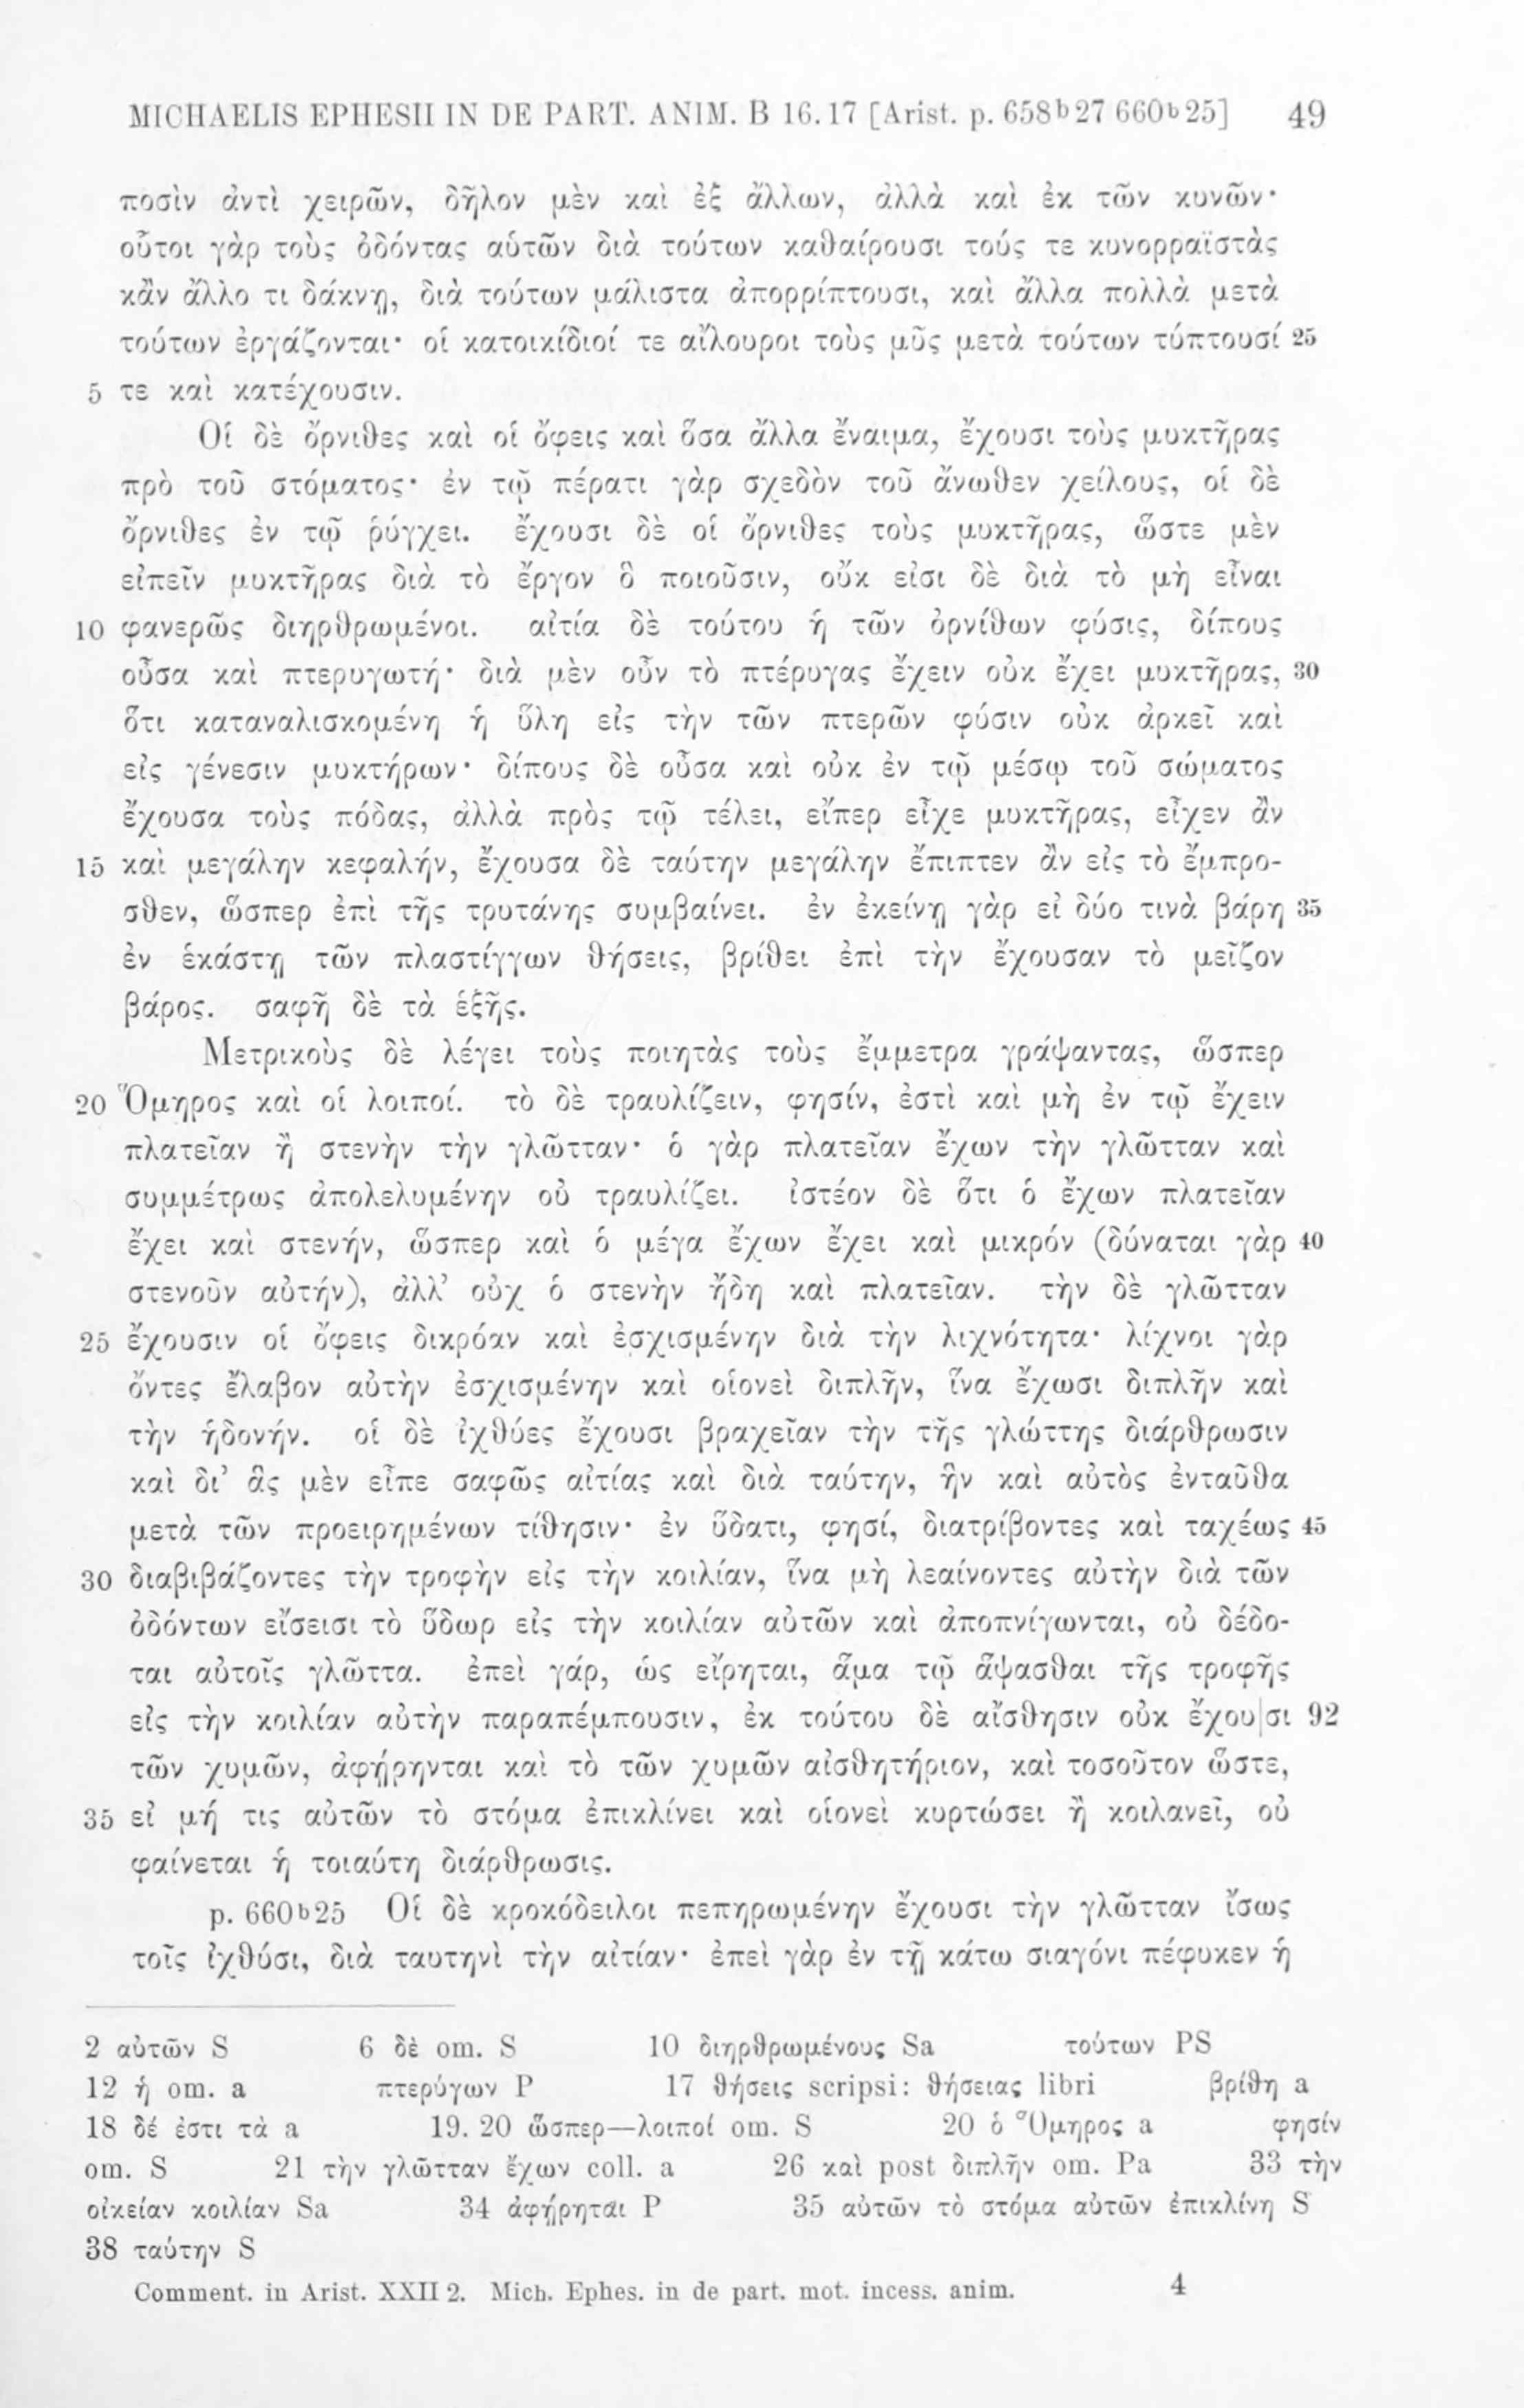 MICHAELIS EPHESII IN DE PART. ANIM. B 16.17 [Arist. p. 658b27 660b25] 49
ποσὶν ἀντὶ χειρῶν, δῆλον μὲν καὶ ἐξ ἄλλων, ἀλλὰ καὶ ἐκ τῶν κυνῶν·
οὗτοι γὰρ τοὺς ὀδόντας αὑτῶν διὰ τούτων καθαίρουσι τούς τε κυνορραϊστὰς
κἂν ἄλλο τι δάκνῃ, διὰ τούτων μάλιστα ἀπορρίπτουσι, καὶ ἄλλα πολλὰ μετὰ
τούτων ἐργάζονται· οἱ κατοικίδιοί τε αἴλουροι τοὺς μῦς μετὰ τούτων τύπτουσί 25
5 τε καὶ κατέχουσιν.
Οἱ δὲ ὄρνιθες καὶ οἱ ὄφεις καὶ ὅσα ἄλλα ἔναιμα, ἔχουσι τοὺς μυκτῆρας
πρὸ τοῦ στόματος· ἐν τῷ πέρατι γὰρ σχεδὸν τοῦ ἄνωθεν χείλους, οἱ δὲ
ὄρνιθες ἐν τῷ ῥύγχει. ἔχουσι δὲ οἱ ὄρνιθες τοὺς μυκτῆρας, ὥστε μὲν
εἰπεῖν μυκτῆρας διὰ τὸ ἔργον ὃ ποιοῦσιν, οὔκ εἰσι δὲ διὰ τὸ μὴ εἶναι
10 φανερῶς διηρθρωμένοι. αἰτία δὲ τούτου ἡ τῶν ὀρνίθων φύσις, δίπους
οὖσα καὶ πτερυγωτή· διὰ μὲν οὖν τὸ πτέρυγας ἔχειν οὐκ ἔχει μυκτῆρας, 30
ὅτι καταναλισκομένη ἡ ὕλη εἰς τὴν τῶν πτερῶν φύσιν οὐκ ἀρκεῖ καὶ
εἰς γένεσιν μυκτήρων· δίπους δὲ οὖσα καὶ οὐκ ἐν τῷ μέσῳ τοῦ σώματος
ἔχουσα τοὺς πόδας, ἀλλὰ πρὸς τῷ τέλει, εἴπερ εἶχε μυκτῆρας, εἶχεν ἂν
15 καὶ μεγάλην κεφαλήν, ἔχουσα δὲ ταύτην μεγάλην ἔπιπτεν ἂν εἰς τὸ ἔμπρο-
σθεν, ὥσπερ ἐπὶ τῆς τρυτάνης συμβαίνει. ἐν ἐκείνῃ γὰρ εἰ δύο τινὰ βάρη 35
ἐν ἑκάστῃ τῶν πλαστίγγων θήσεις, βρίθει ἐπὶ τὴν ἔχουσαν τὸ μεῖζον
βάρος. σαφῆ δὲ τὰ ἑξῆς.
Μετρικοὺς δὲ λέγει τοὺς ποιητὰς τοὺς ἔμμετρα γράψαντας, ὥσπερ
20 Ὅμηρος καὶ οἱ λοιποί. τὸ δὲ τραυλίζειν, φησίν, ἐστὶ καὶ μὴ ἐν τῷ ἔχειν
πλατεῖαν ἢ στενὴν τὴν γλῶτταν· ὁ γὰρ πλατεῖαν ἔχων τὴν γλῶτταν καὶ
συμμέτρως ἀπολελυμένην οὐ τραυλίζει. ἰστέον δὲ ὅτι ὁ ἔχων πλατεῖαν
ἔχει καὶ στενήν, ὥσπερ καὶ ὁ μέγα ἔχων ἔχει καὶ μικρόν (δύναται γὰρ 40
στενοῦν αὐτήν), ἀλλ’ οὐχ ὁ στενὴν ἤδη καὶ πλατεῖαν. τὴν δὲ γλῶτταν
25 ἔχουσιν οἱ ὄφεις δικρόαν καὶ ἐσχισμένην διὰ τὴν λιχνότητα· λίχνοι γὰρ
ὄντες ἔλαβον αὐτὴν ἐσχισμένην καὶ οἱονεὶ διπλῆν, ἵνα ἔχωσι διπλῆν καὶ
τὴν ἡδονήν. οἱ δὲ ἰχθύες ἔχουσι βραχεῖαν τὴν τῆς γλώττης διάρθρωσιν
καὶ δι’ ἃς μὲν εἶπε σαφῶς αἰτίας καὶ διὰ ταύτην, ἣν καὶ αὐτὸς ἐνταῦθα
μετὰ τῶν προειρημένων τίθησιν· ἐν ὕδατι, φησί, διατρίβοντες καὶ ταχέως 45
30 διαβιβάζοντες τὴν τροφὴν εἰς τὴν κοιλίαν, ἵνα μὴ λεαίνοντες αὐτὴν διὰ τῶν
ὀδόντων εἴσεισι τὸ ὕδωρ εἰς τὴν κοιλίαν αὐτῶν καὶ ἀποπνίγωνται, οὐ δέδο-
ται αὐτοῖς γλῶττα. ἐπεὶ γάρ, ὡς εἴρηται, ἅμα τῷ ἅψασθαι τῆς τροφῆς
εἰς τὴν κοιλίαν αὐτὴν παραπέμπουσιν, ἐκ τούτου δὲ αἴσθησιν οὐκ ἔχου|σι 92
τῶν χυμῶν, ἀφῄρηνται καὶ τὸ τῶν χυμῶν αἰσθητήριον, καὶ τοσοῦτον ὥστε,
35 εἰ μή τις αὐτῶν τὸ στόμα ἐπικλίνει καὶ οἱονεὶ κυρτώσει ἢ κοιλανεῖ, οὐ
φαίνεται ἡ τοιαύτη διάρθρωσις.
p. 660b25 Οἱ δὲ κροκόδειλοι πεπηρωμένην ἔχουσι τὴν γλῶτταν ἴσως
τοῖς ἰχθύσι, διὰ ταυτηνὶ τὴν αἰτίαν· ἐπεὶ γὰρ ἐν τῇ κάτω σιαγόνι πέφυκεν ἡ
2 αὐτῶν S 6 δὲ om. S 10 διηρθρωμένους Sa τούτων PS
12 ἡ om. a πτερύγων P 17 θήσεις scripsi: θήσειας libri βρίθῃ a
18 δέ ἐστι τὰ a 19. 20 ὥσπερ—λοιποί om. S 20 ὁ Ὅμηρος a φησίν
om. S 21 τὴν γλῶτταν ἔχων coll. a 26 καὶ post διπλῆν om. Pa 33 τὴν
οἰκείαν κοιλίαν Sa 34 ἀφῄρηται P 35 αὐτῶν τὸ στόμα αὐτῶν ἐπικλίνη S
38 ταύτην S
Comment. in Arist. XXII 2. Mich. Ephes. in de part. mot. incess. anim. 4